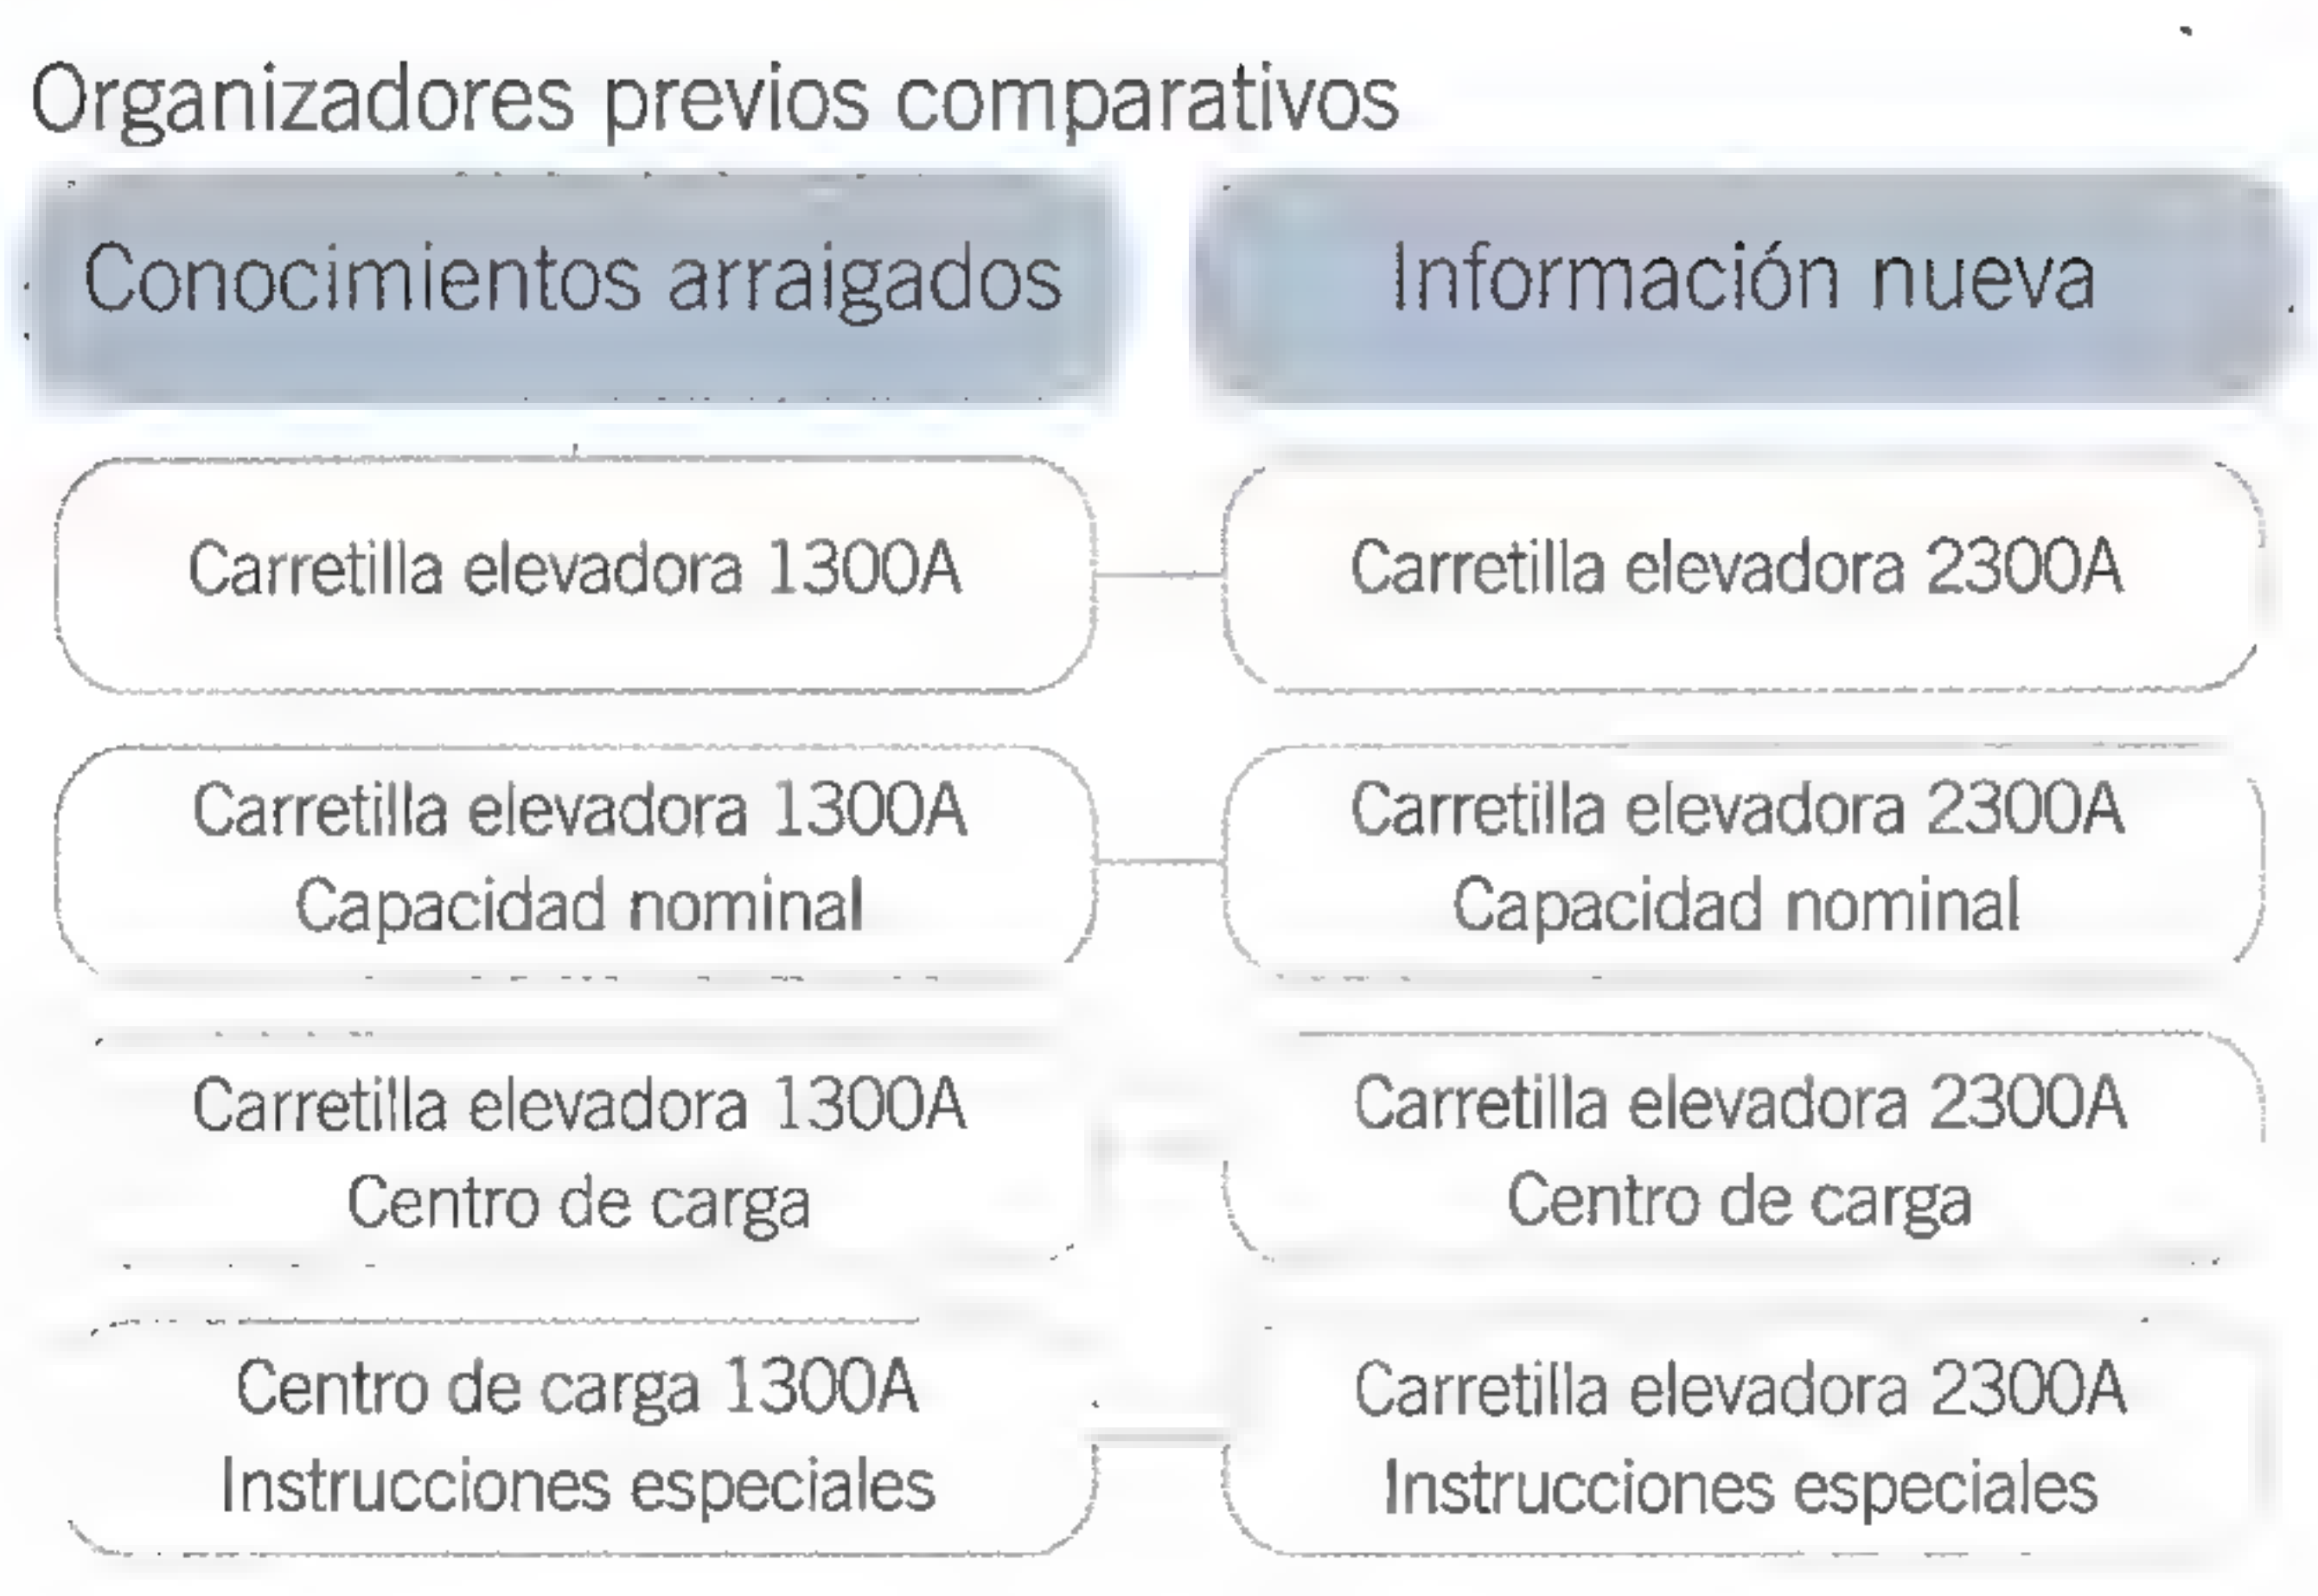 Organizadores previos comparativos
Conocimientos arraigados
Información nueva
Carretilla elevadora 1300A
Carretilla elevadora 2300A
Carretilla elevadora 1300A
Capacidad nominal
Carretilla elevadora 2300A
Capacidad nominal
Carretilla elevadora 1300A
Centro de carga
Carretilla elevadora 2300A
Centro de carga
Centro de carga 1300A
Instrucciones especiales
Carretilla elevadora 2300A
Instrucciones especiales